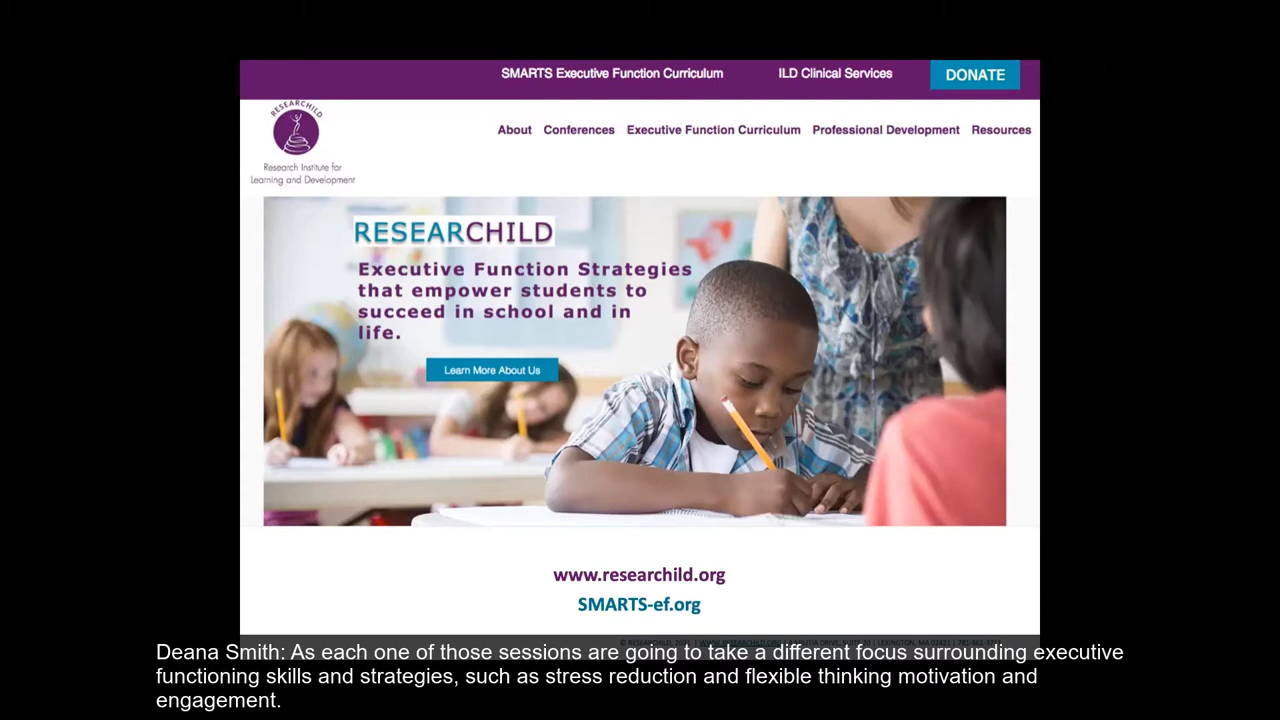 SMARTS Executive Function Curriculum
ILD Clinical Services
DONATE
RESEARCHILD
Research Institute for
Learning and Development
About
Conferences
Executive Function Curriculum
Professional Development
Resources
RESEARCHILD
Executive Function Strategies
that empower students to
succeed in school and in
life.
Learn More About Us
www.researchild.org
SMARTS-ef.org
Deana Smith: As each one of those sessions are going to take a different focus surrounding executive
functioning skills and strategies, such as stress reduction and flexible thinking motivation and
engagement.